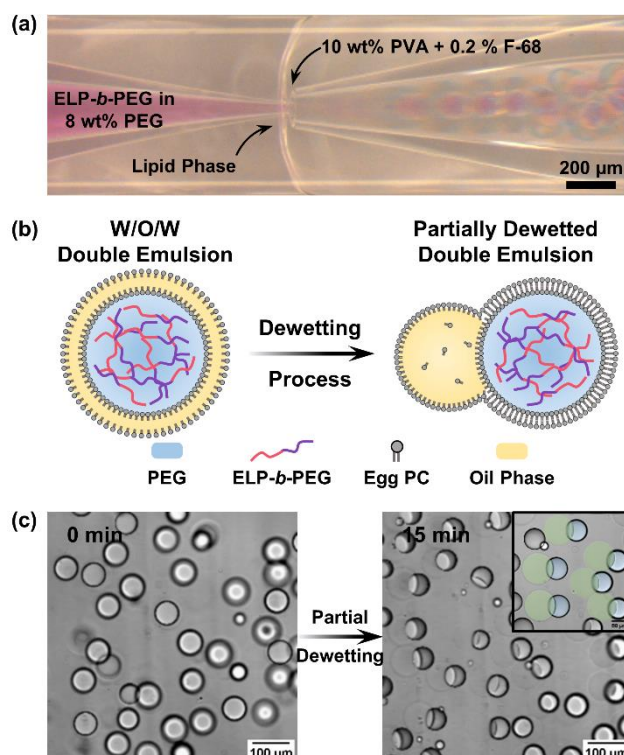 (a)
10 wt% PVA + 0.2 % F-68
ELP-b-PEG in
8 wt% PEG
Lipid Phase
200 µm
(b)
W/O/W
Double Emulsion
Partially Dewetted
Double Emulsion
Dewetting
Process
PEG
ELP-b-PEG
Egg PC
Oil Phase
(c)
0 min
15 min
Partial
Dewetting
100 µm
100 µm